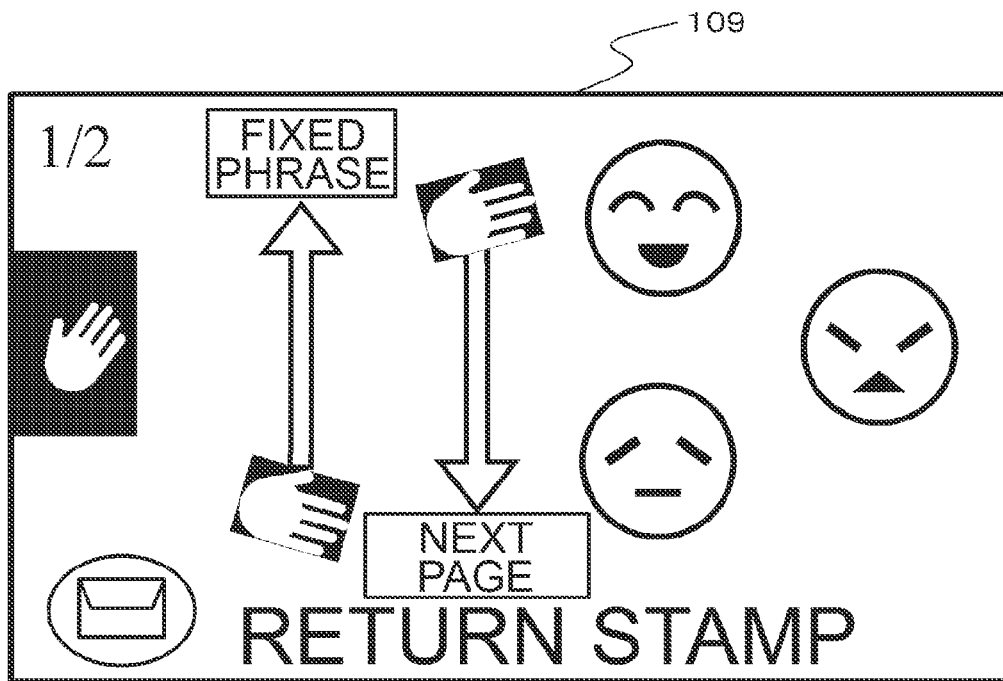 109
1/2
FIXED
PHRASE
NEXT
PAGE
RETURN STAMP